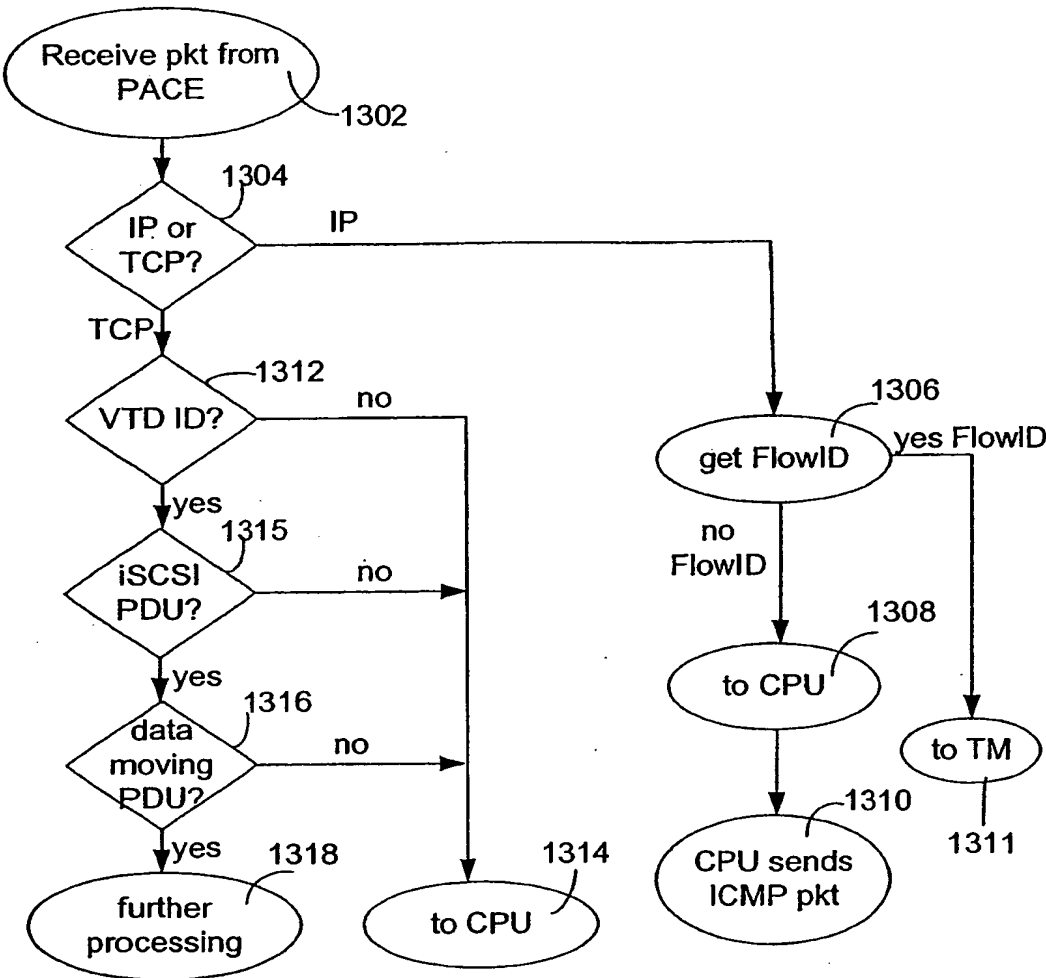 Receive pkt from
PACE
1302
1304
IP or
TCP?
IP
TCP
1312
VTD ID?
no
1306
get FlowID
yes FlowID
yes
1315
iSCSI
PDU?
no
no
FlowID
1308
to CPU
yes
1316
data
moving
PDU?
no
to TM
1311
1310
CPU sends
ICMP pkt
yes
1318
further
processing
1314
to CPU